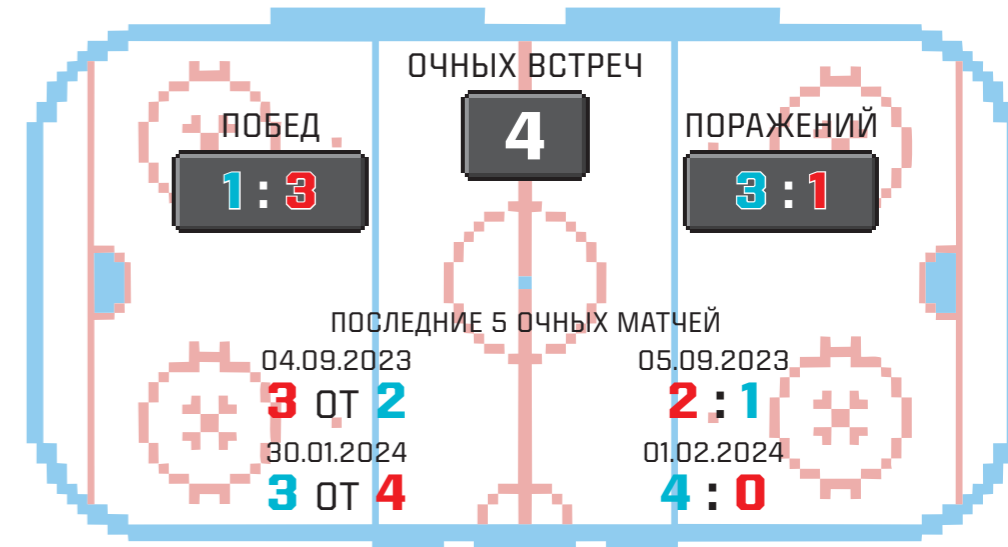 ОЧНЫХ ВСТРЕЧ
4
ПОБЕД
1 : 3
ПОРАЖЕНИЙ
3 : 1
ПОСЛЕДНИЕ 5 ОЧНЫХ МАТЧЕЙ
04.09.2023
3 ОТ 2
05.09.2023
2 : 1
30.01.2024
3 ОТ 4
01.02.2024
4 : 0